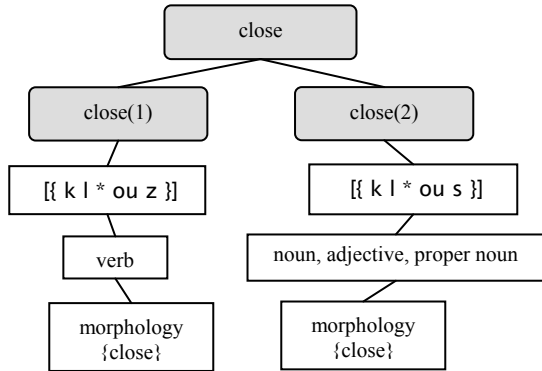 close
close(1)
close(2)
[{ k l * ou z }]
[{ k l * ou s }]
verb
noun, adjective, proper noun
morphology
{close}
morphology
{close}